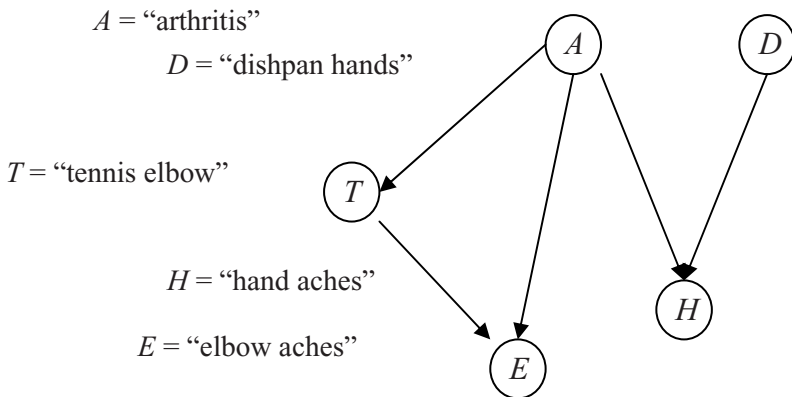 A = “arthritis”
A
D
D = “dishpan hands”
T = “tennis elbow”
T
H = “hand aches”
H
E = “elbow aches”
E